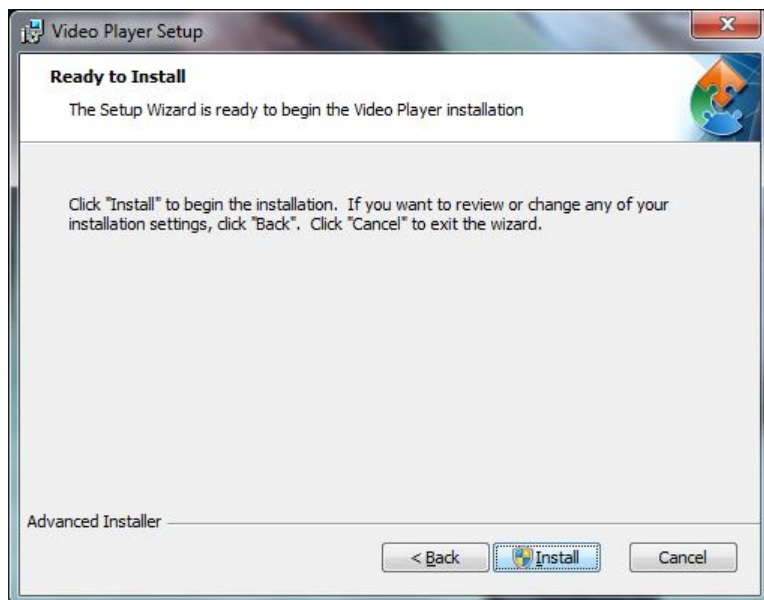 Video Player Setup
Ready to Install
The Setup Wizard is ready to begin the Video Player installation
Click "Install" to begin the installation.  If you want to review or change any of your
installation settings, click "Back".  Click "Cancel" to exit the wizard.
Advanced Installer
< Back Install Cancel